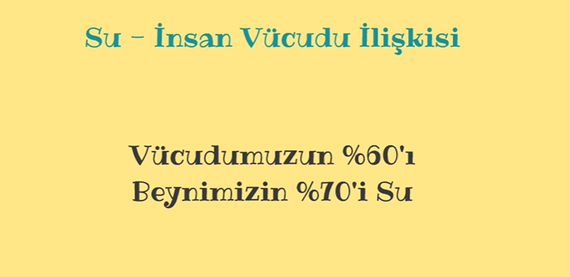 Su - İnsan Vücudu İlişkisi
Vücudumuzun %60'ı
Beynimizin %70'i Su